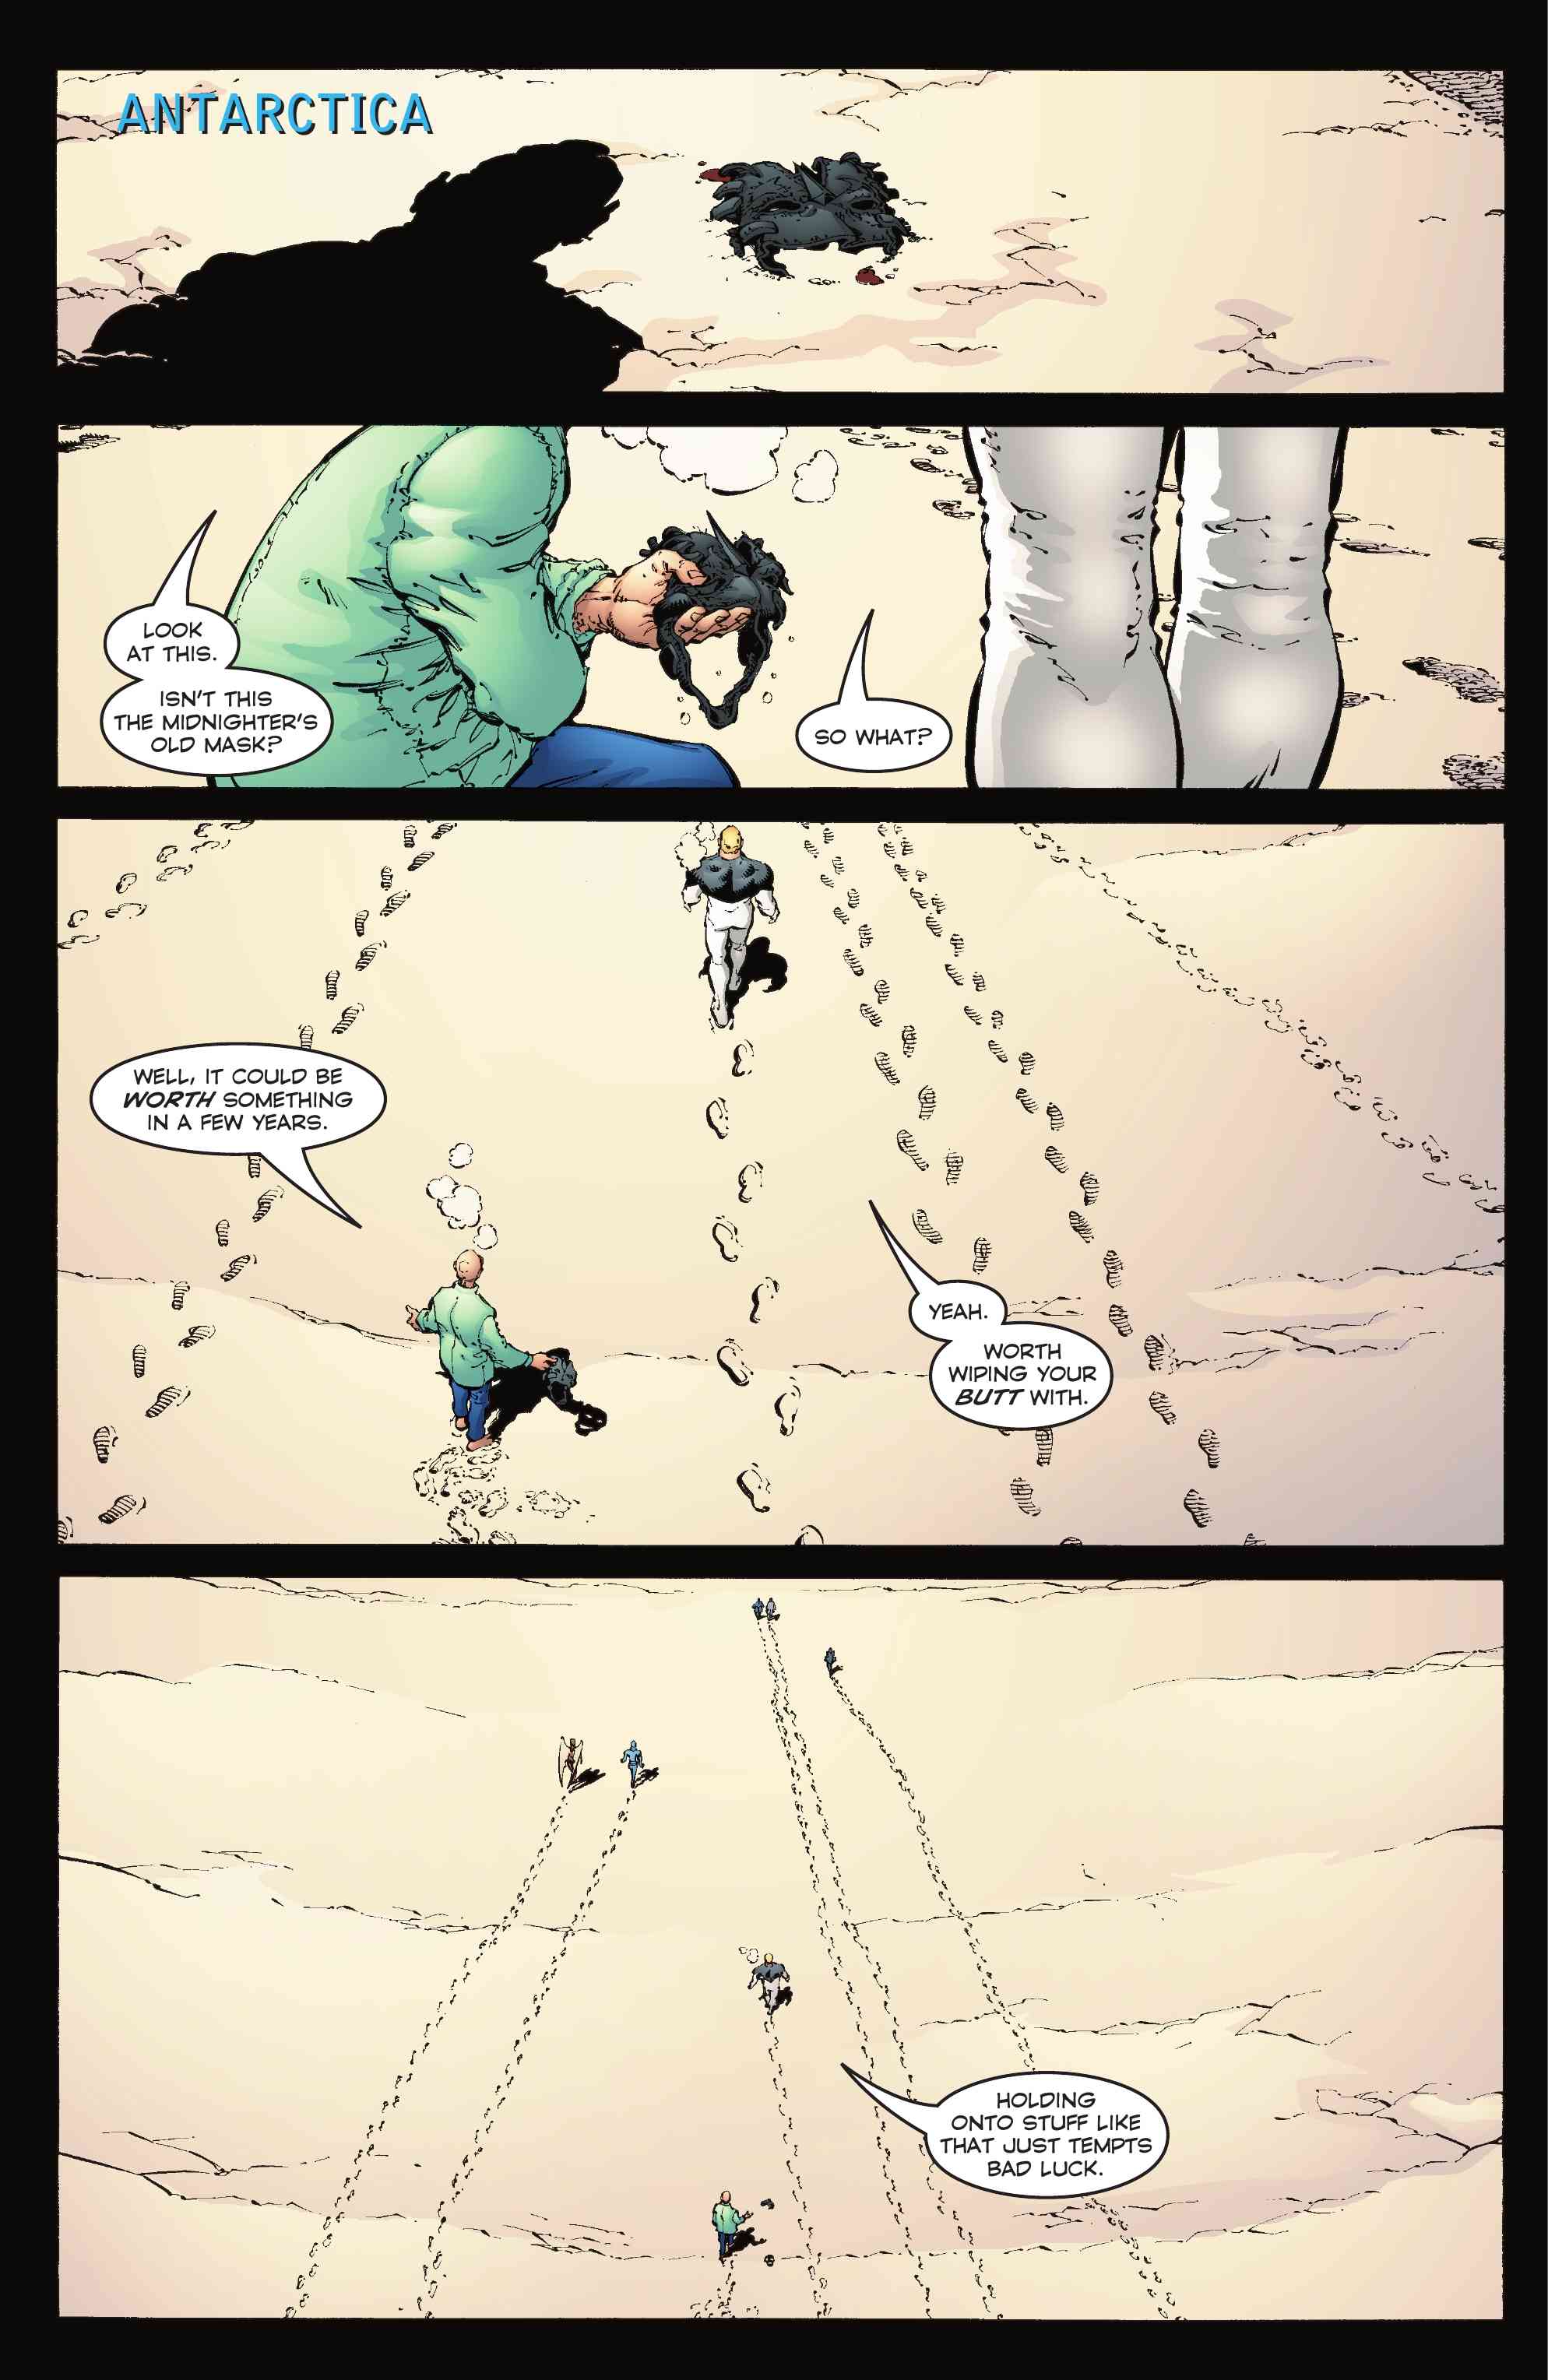 ANTARCTICA
LOOK
AT THIS.
ISN'T THIS
THE MIDNIGHTER'S
OLD MASK?
SO WHAT?
WELL, IT COULD BE
WORTH SOMETHING
IN A FEW YEARS.
YEAH.
WORTH
WIPING YOUR
BUTT WITH.
HOLDING
ONTO STUFF LIKE
THAT JUST TEMPTS
BAD LUCK.